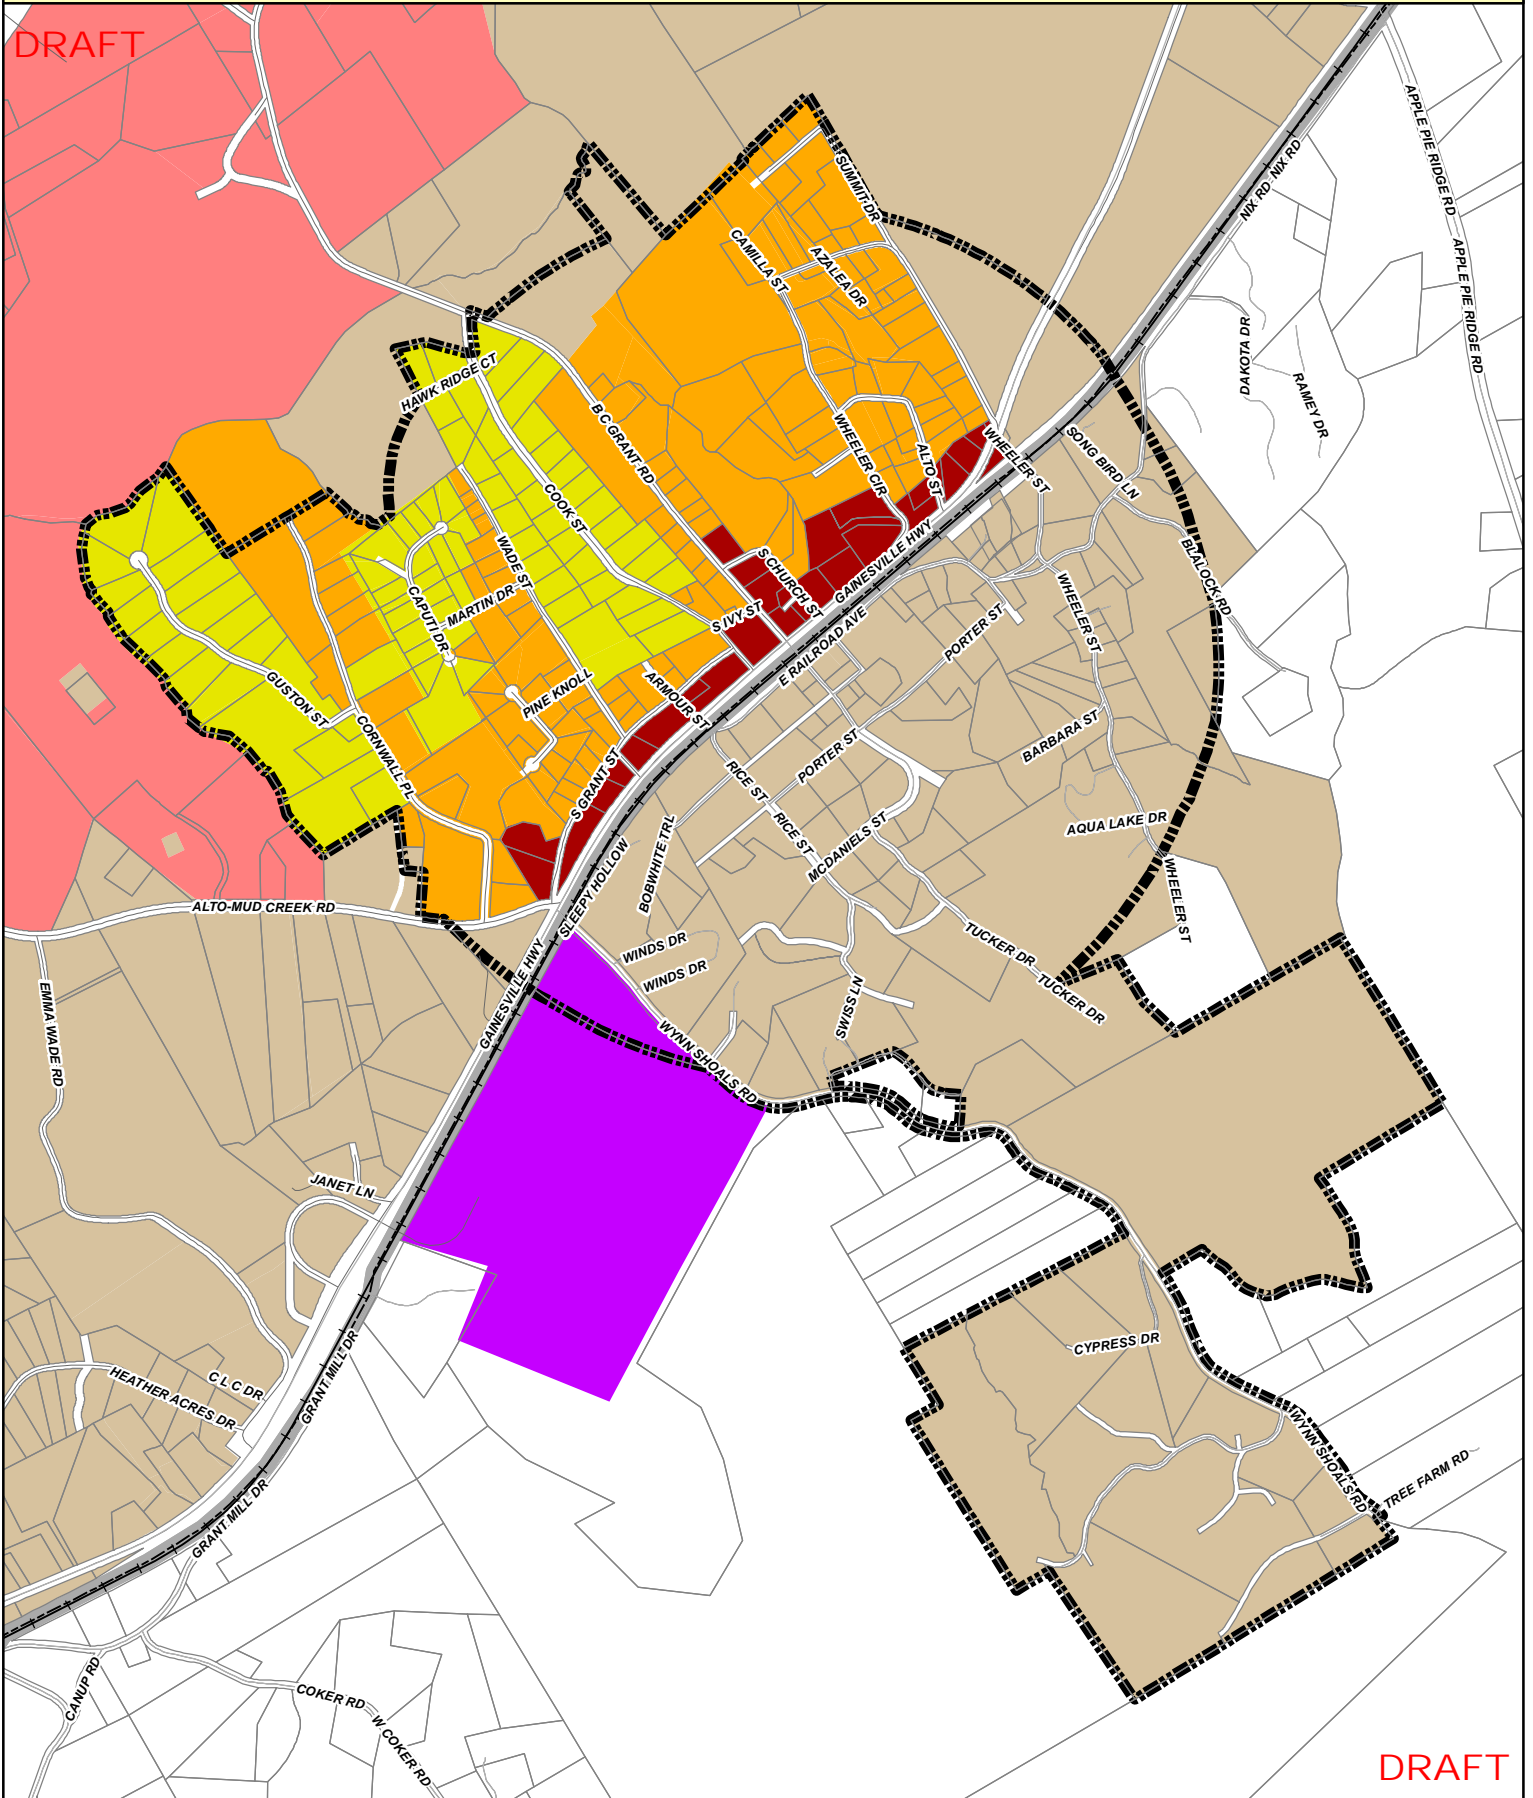 DRAFT
APPLE PIE RIDGE RD
NIX RD
NIX RD
SUMMIT DR
CAMILLA ST
AZALEA DR
APPLE PIE RIDGE RD
DAKOTA DR
RAMEY DR
HAWK RIDGE CT
B C GRANT RD
WHEELER CIR
ALTO ST
WHEELER ST
SONG BIRD LN
COOK ST
WADE ST
S CHURCH ST
GAINESVILLE HWY
BLALOCK RD
CAPUTI DR
MARTIN DR
S IVY ST
E RAILROAD AVE
PORTER ST
WHEELER ST
GUSTON ST
PINE KNOLL
ARMOUR ST
CORNWALL PL
S GRANT ST
RICE ST
PORTER ST
BARBARA ST
RICE ST
MCDANIELS ST
AQUA LAKE DR
BOBWHITE TRL
SLEEPY HOLLOW
WHEELER ST
ALTO-MUD CREEK RD
WINDS DR
WINDS DR
TUCKER DR
TUCKER DR
GAINESVILLE HWY
SWISS LN
EMMA WADE RD
WYNN SHOALS RD
JANET LN
CYPRESS DR
C L C DR
HEATHER ACRES DR
GRANT MILL DR
WYNN SHOALS RD
TREE FARM RD
GRANT MILL DR
CANUP RD
COKER RD
W COKER RD
DRAFT